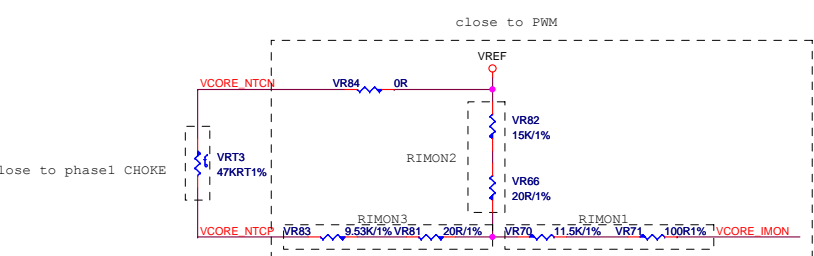 close to PWM
VREF
VCORE_NTCN
VR84 0R
VR82
15K/1%
RIMON2
VRT3
47KRT1%
lose to phase1 CHOKE
VR66
20R/1%
RIMON3
RIMON1
VCORE_NTCP VR83 9.53K/1% VR81 20R/1% VR70 11.5K/1% VR71 100R1% VCORE_IMON